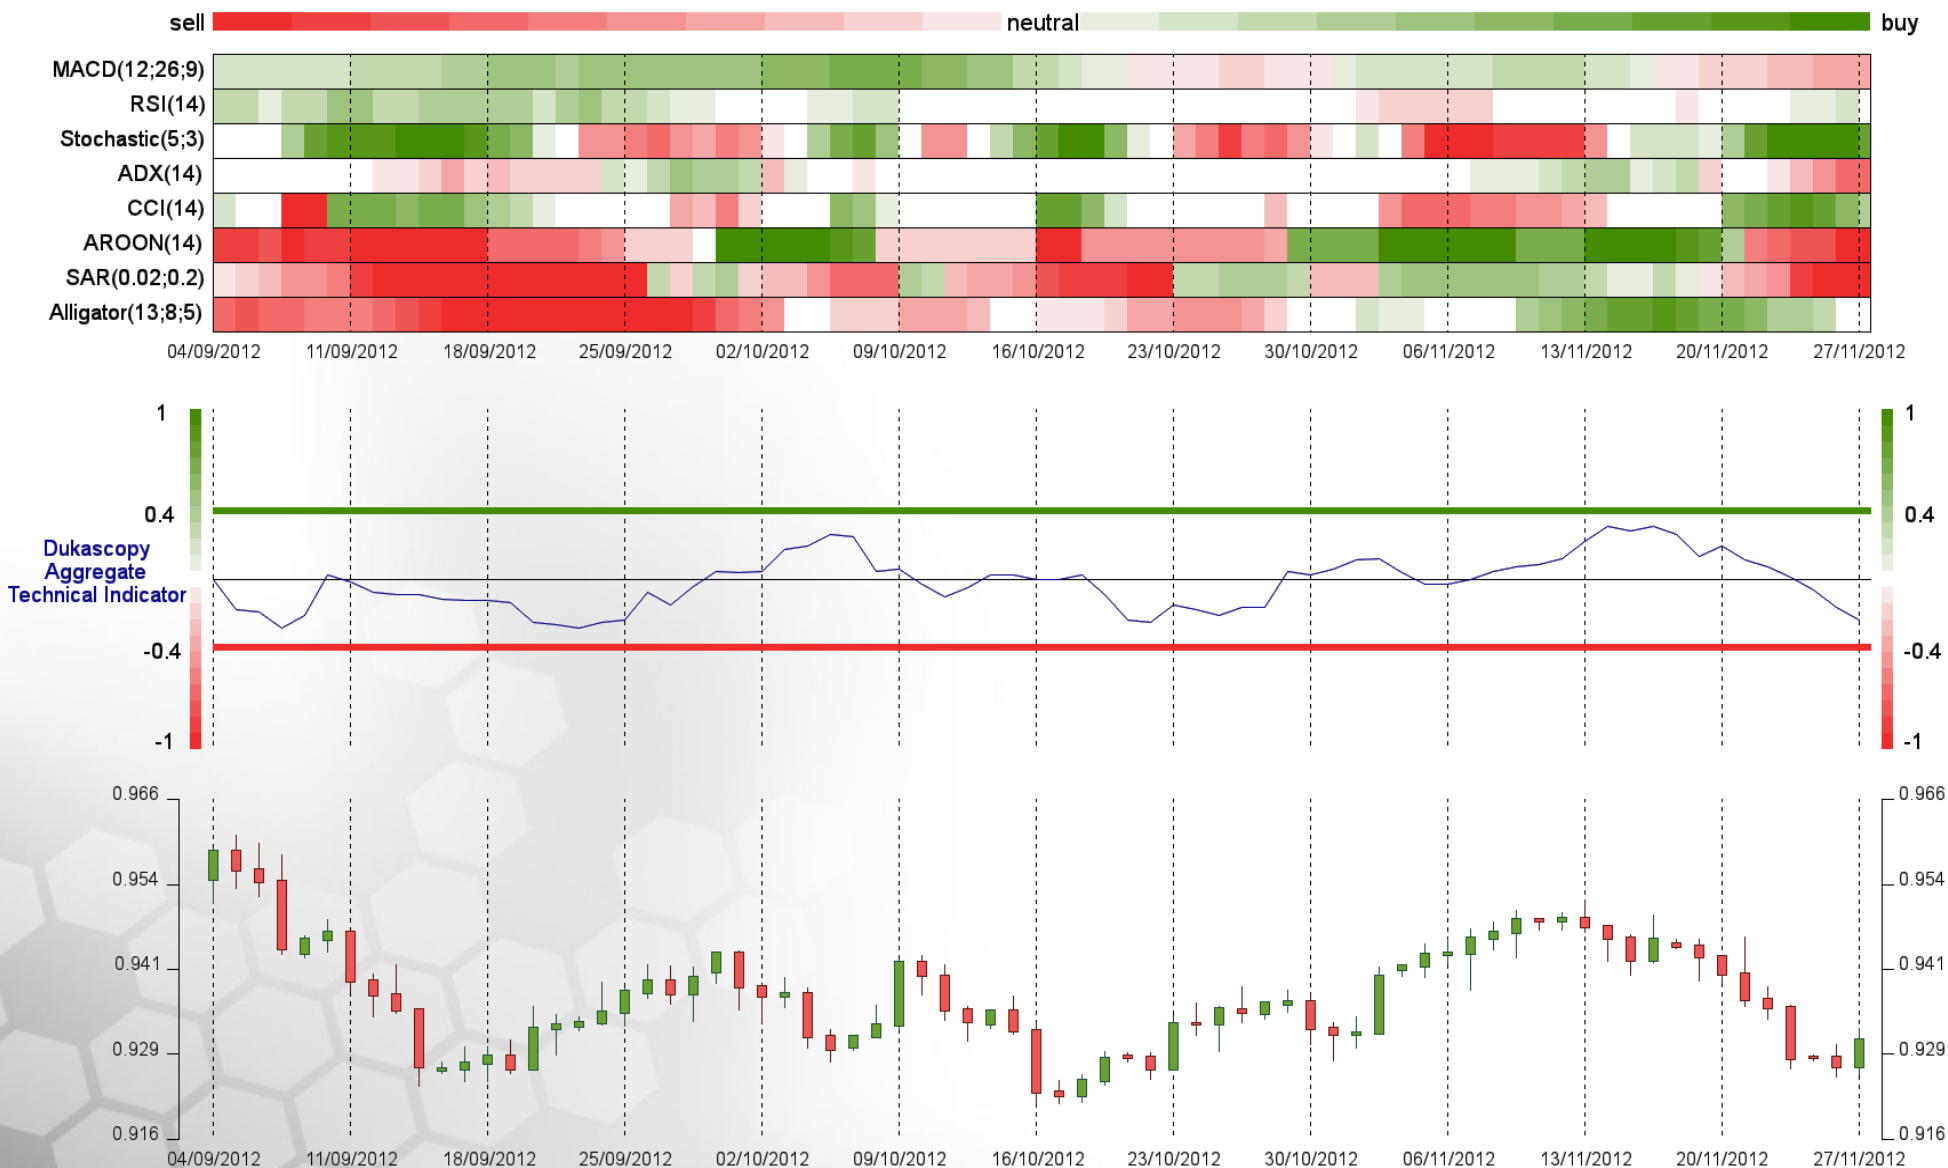 sell neutral buy
MACD(12;26;9)
RSI(14)
Stochastic(5;3)
ADX(14)
CCI(14)
AROON(14)
SAR(0.02;0.2)
Alligator(13;8;5)
04/09/2012 11/09/2012 18/09/2012 25/09/2012 02/10/2012 09/10/2012 16/10/2012 23/10/2012 30/10/2012 06/11/2012 13/11/2012 20/11/2012 27/11/2012
1 1
0.4 0.4
Dukascopy
Aggregate
Technical Indicator
-0.4 -0.4
-1 -1
0.966 0.966
0.954 0.954
0.941 0.941
0.929 0.929
0.916 0.916
04/09/2012 11/09/2012 18/09/2012 25/09/2012 02/10/2012 09/10/2012 16/10/2012 23/10/2012 30/10/2012 06/11/2012 13/11/2012 20/11/2012 27/11/2012